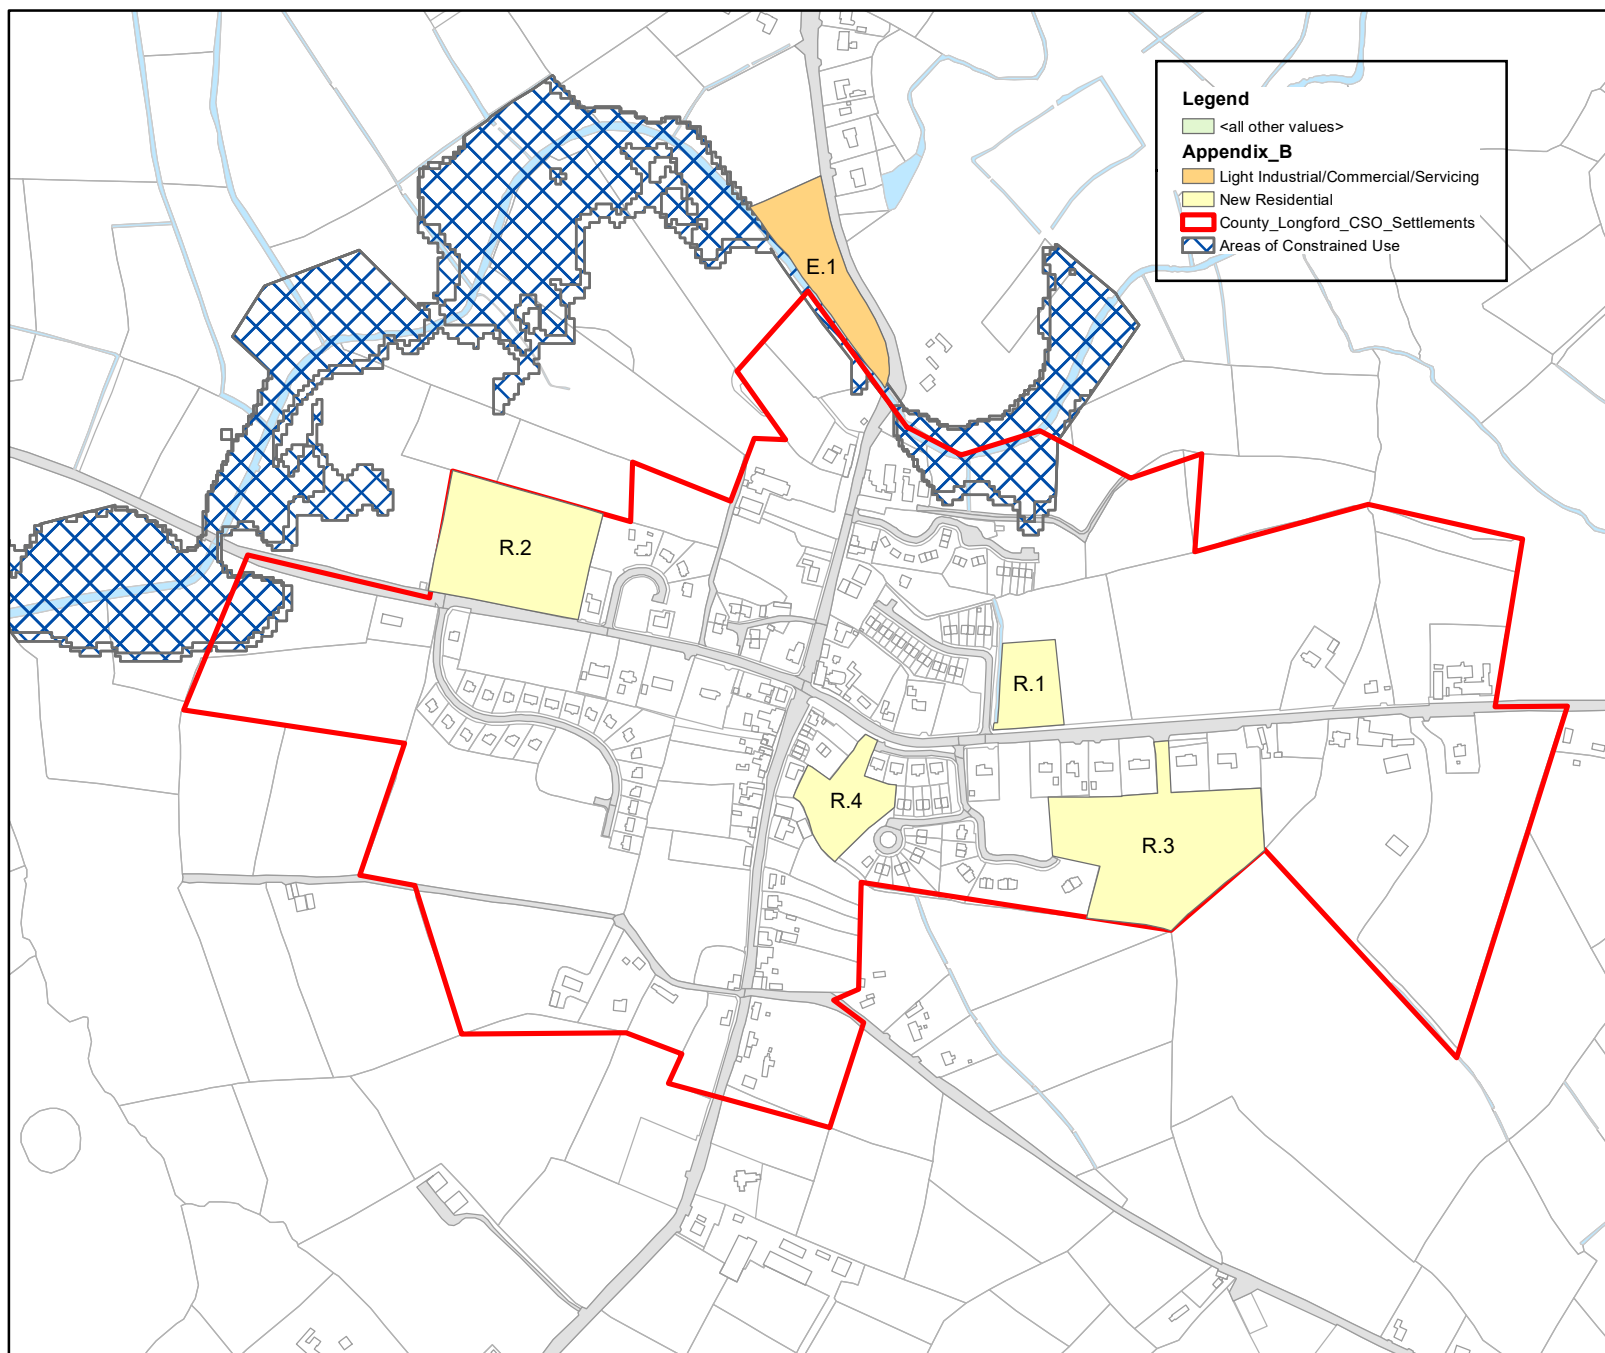 Legend
<all other values>
Appendix_B
Light Industrial/Commercial/Servicing
New Residential
County_Longford_CSO_Settlements
Areas of Constrained Use
E.1
R.2
R.1
R.4
R.3